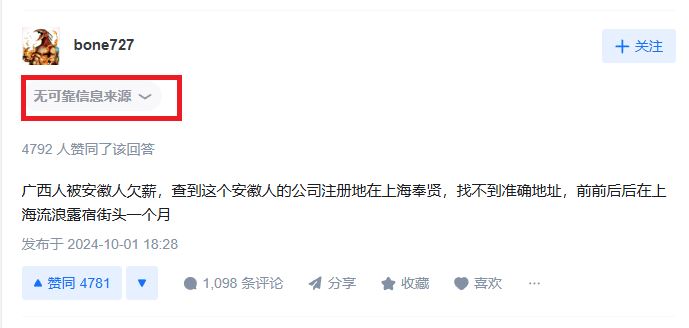 bone727
+ 关注
无可靠信息来源
4792 人赞同了该回答
广西人被安徽人欠薪，查到这个安徽人的公司注册地在上海奉贤，找不到准确地址，前前后后在上
海流浪露宿街头一个月
发布于 2024-10-01 18:28
赞同 4781
1,098 条评论
分享
收藏
喜欢
···